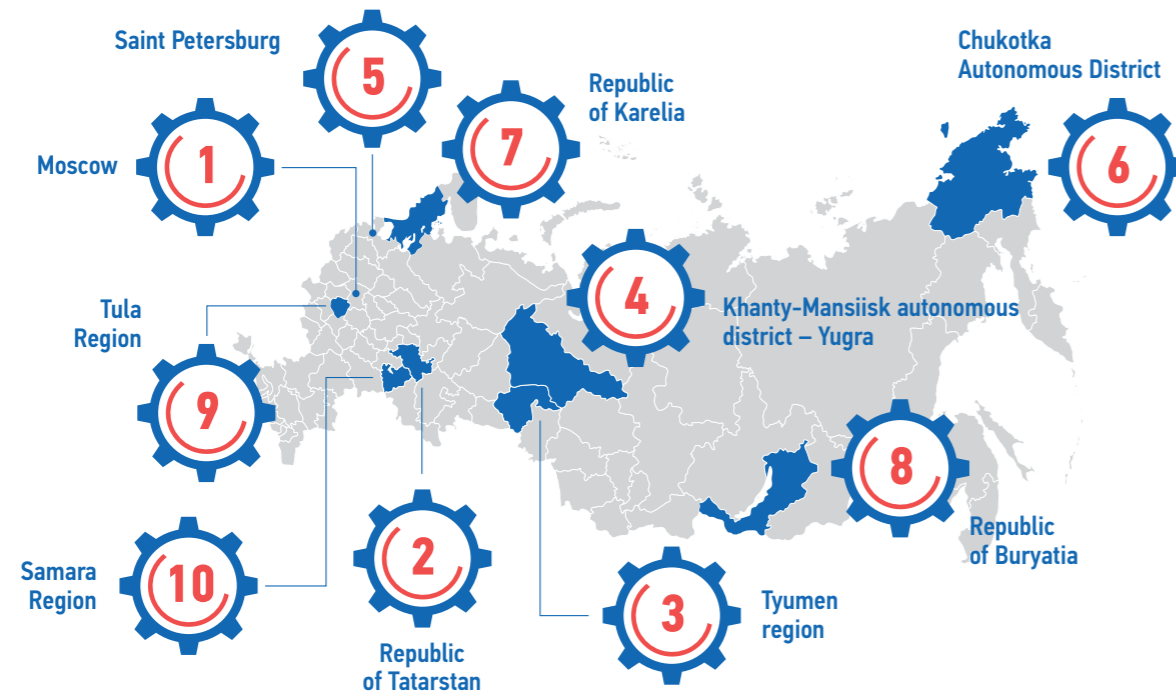 Saint Petersburg
5
Republic
of Karelia
7
Chukotka
Autonomous District
6
Moscow
1
4
Khanty-Mansiisk autonomous
district – Yugra
Tula
Region
9
8
Republic
of Buryatia
Samara
Region
10
2
Republic
of Tatarstan
3
Tyumen
region